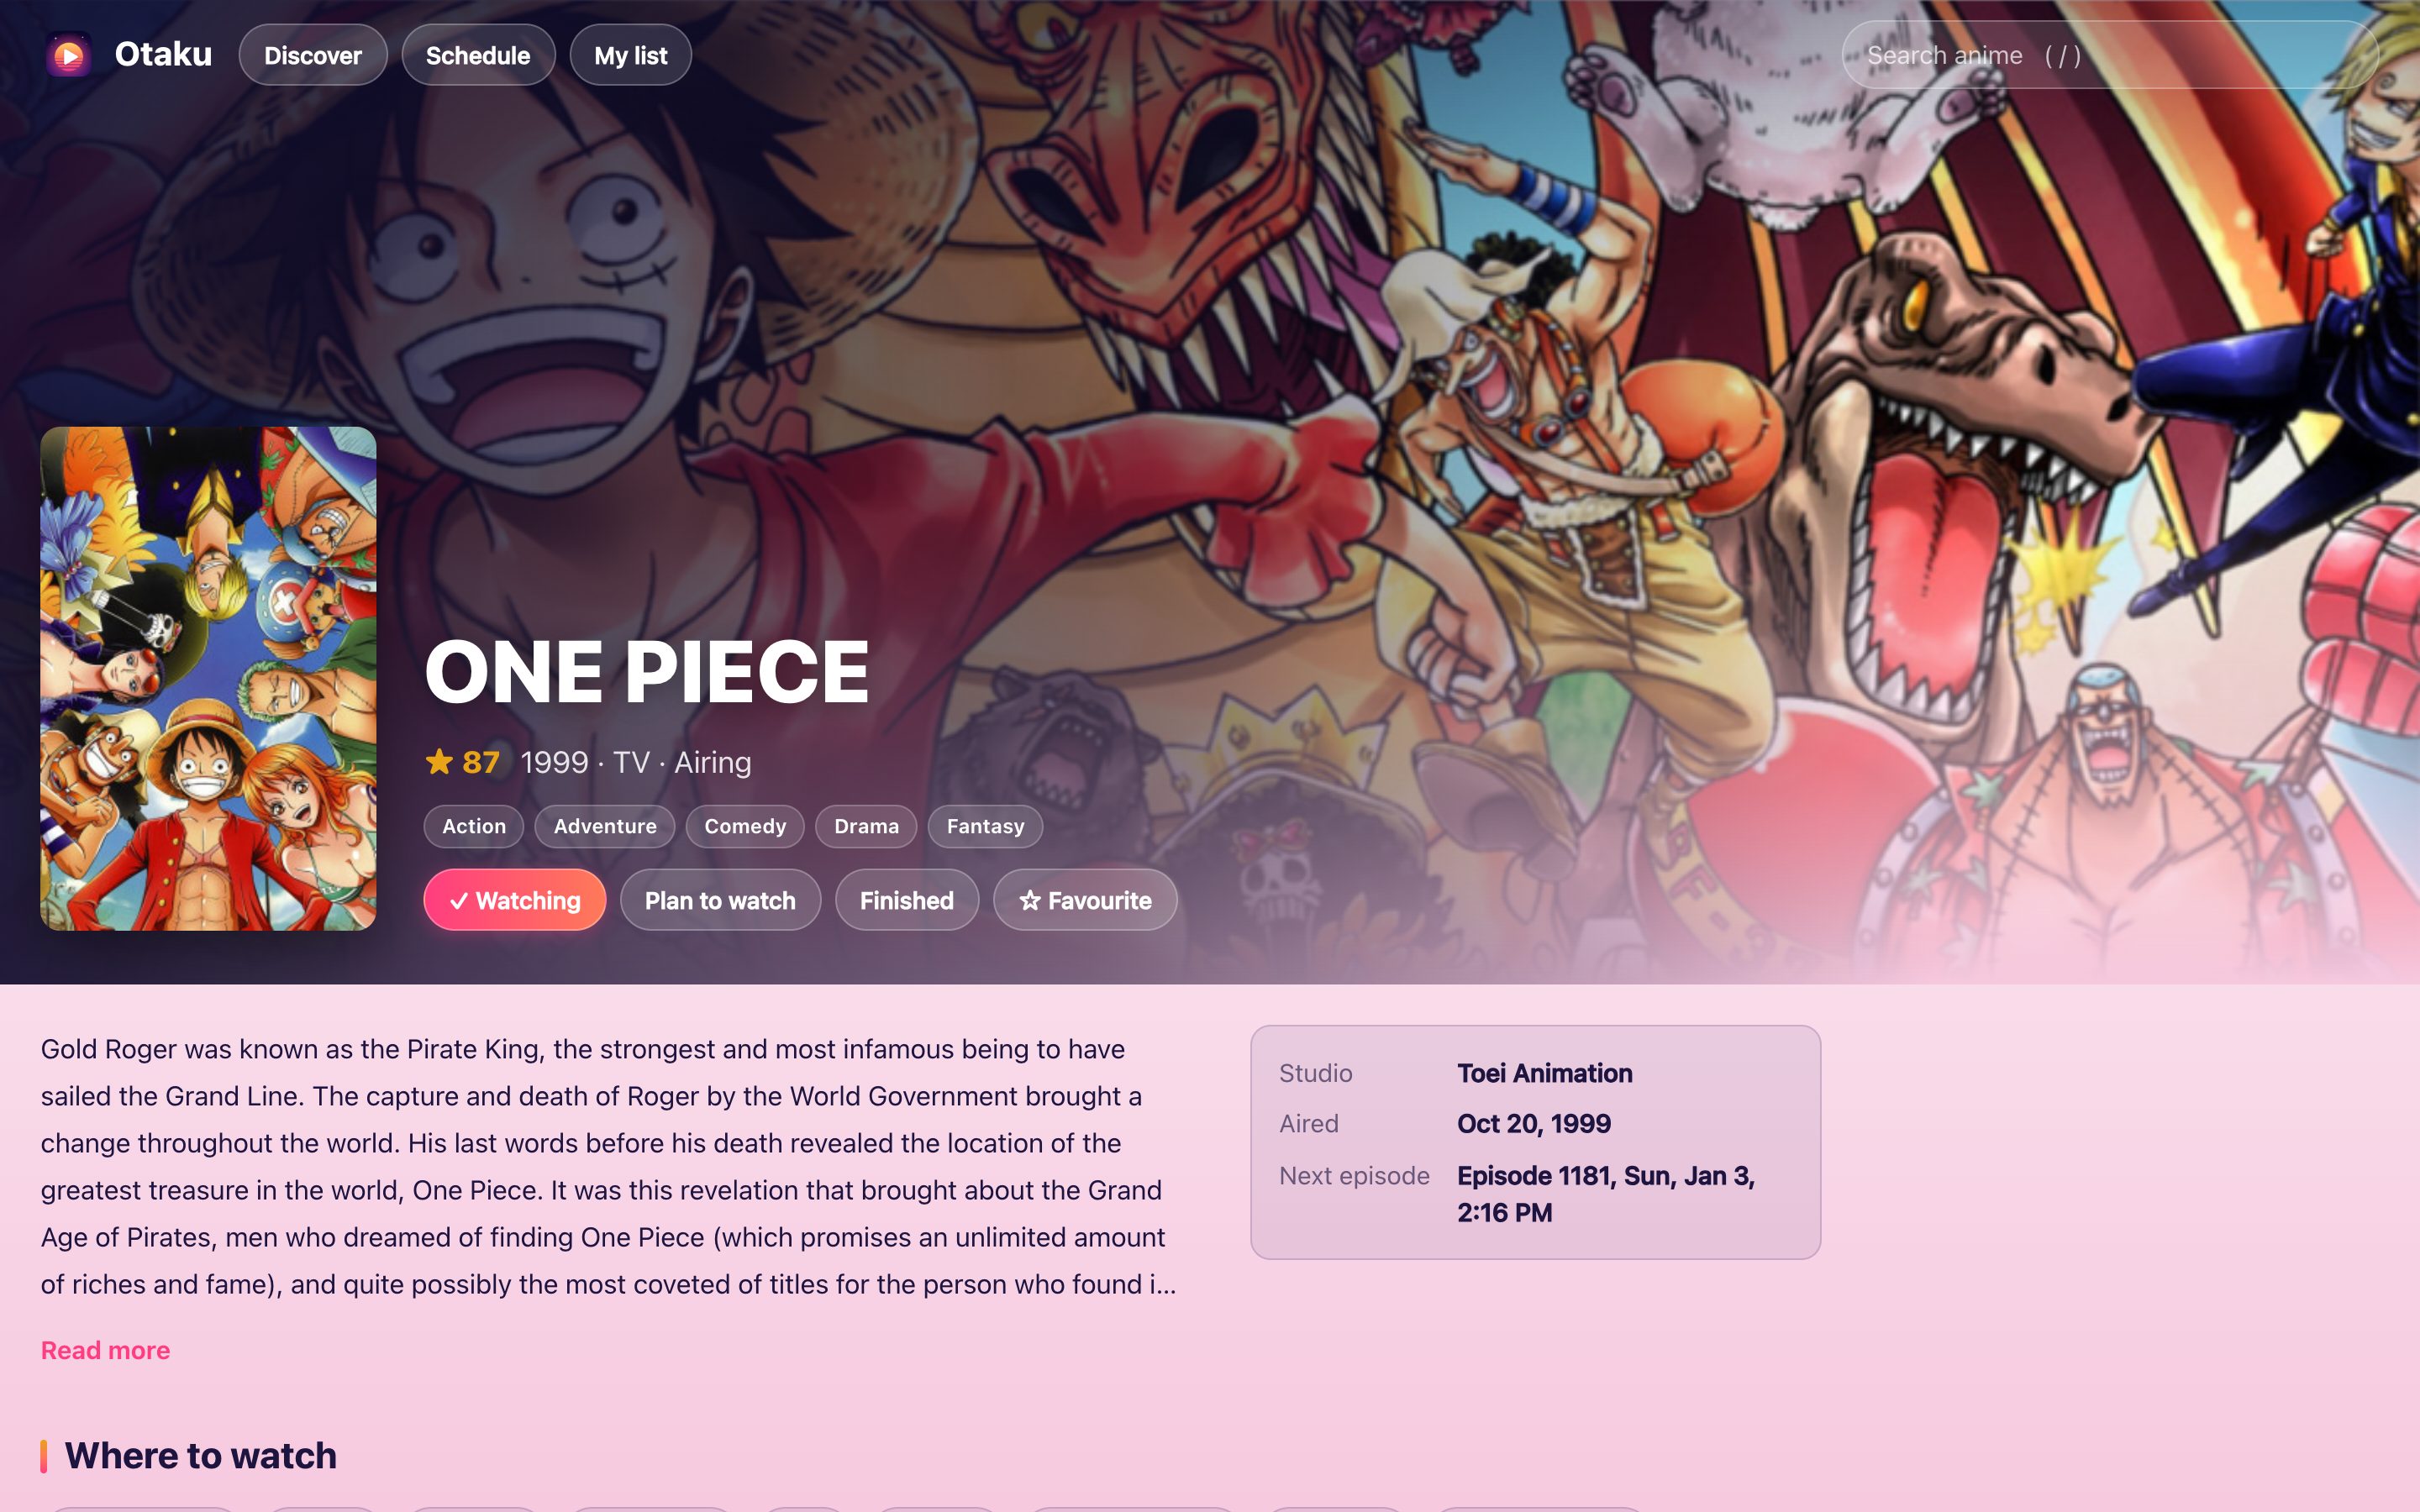 Otaku
Discover
Schedule
My list
Search anime ( / )
ONE PIECE
★ 87 1999 · TV · Airing
Action
Adventure
Comedy
Drama
Fantasy
✓ Watching
Plan to watch
Finished
☆ Favourite
Gold Roger was known as the Pirate King, the strongest and most infamous being to have
sailed the Grand Line. The capture and death of Roger by the World Government brought a
change throughout the world. His last words before his death revealed the location of the
greatest treasure in the world, One Piece. It was this revelation that brought about the Grand
Age of Pirates, men who dreamed of finding One Piece (which promises an unlimited amount
of riches and fame), and quite possibly the most coveted of titles for the person who found i...
Read more
Studio Toei Animation
Aired Oct 20, 1999
Next episode Episode 1181, Sun, Jan 3,
2:16 PM
Where to watch